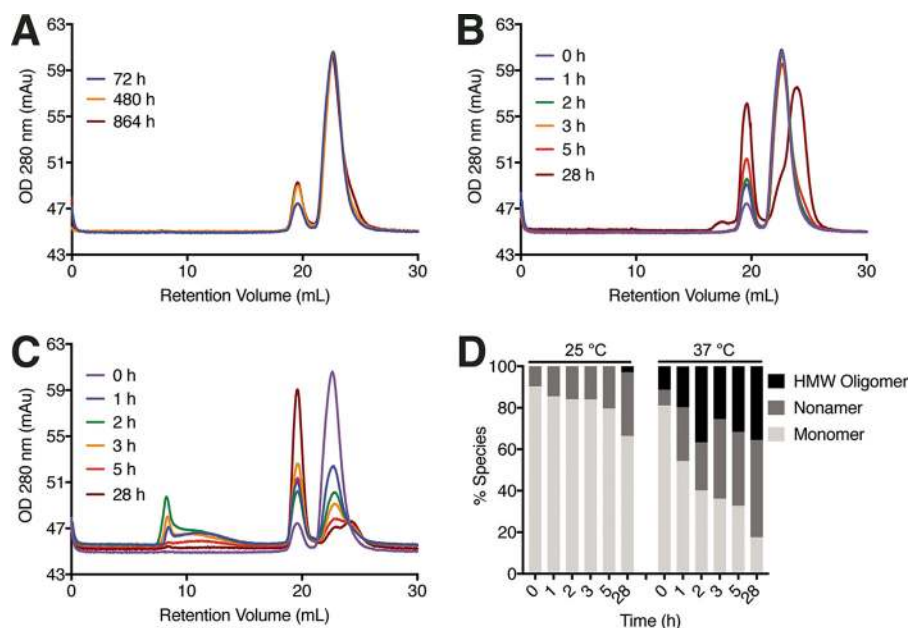 A
63
59
55
51
47
43
OD 280 nm (mAu)
72 h
480 h
864 h
0
10
20
30
Retention Volume (mL)
B
63
59
55
51
47
43
OD 280 nm (mAu)
0 h
1 h
2 h
3 h
5 h
28 h
0
10
20
30
Retention Volume (mL)
C
63
59
55
51
47
43
OD 280 nm (mAu)
0 h
1 h
2 h
3 h
5 h
28 h
0
10
20
30
Retention Volume (mL)
D
25 °C
37 °C
100
80
60
40
20
0
% Species
HMW Oligomer
Nonamer
Monomer
0 1 2 3 5 28 0 1 2 3 5 28
Time (h)